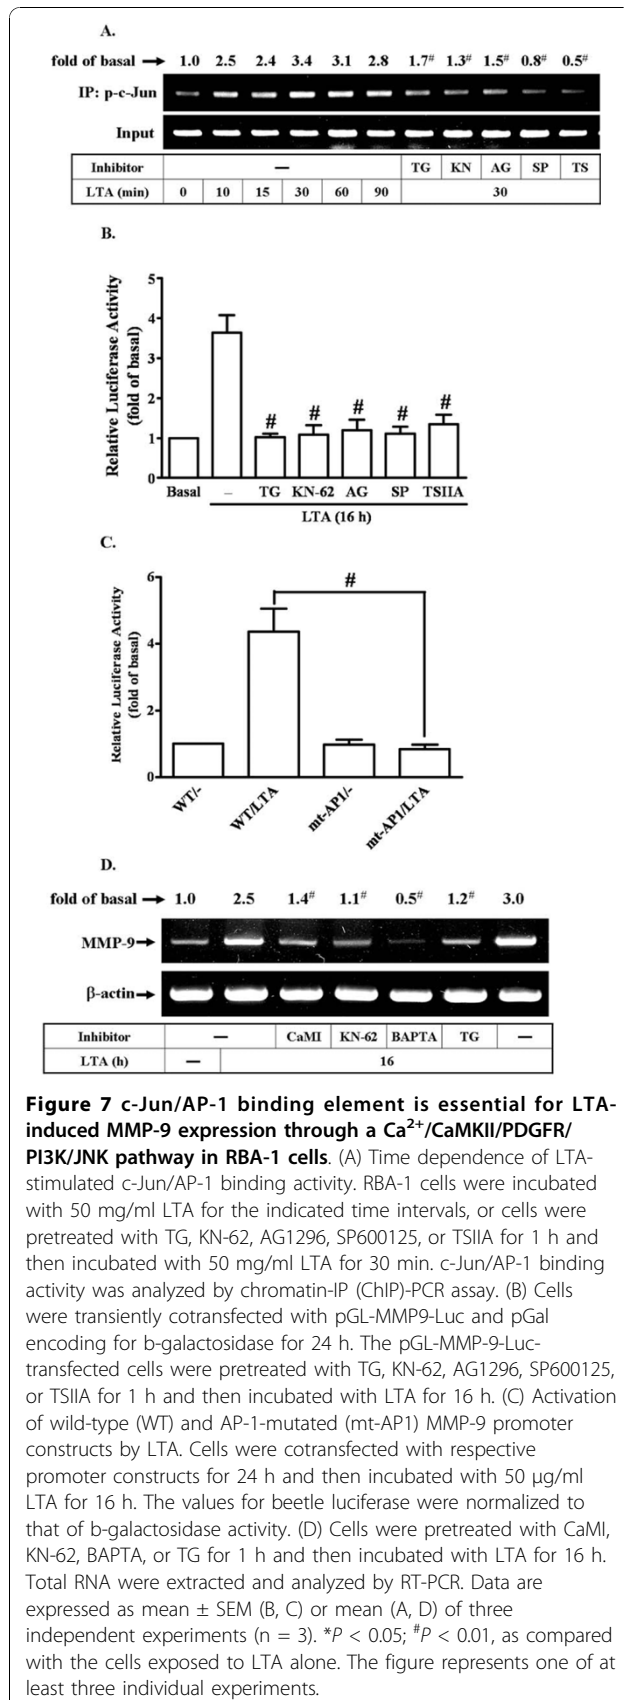 A.
fold of basal → 1.0 2.5 2.4 3.4 3.1 2.8 1.7# 1.3# 1.5# 0.8# 0.5#
IP: p-c-Jun
Input
Inhibitor — TG KN AG SP TS
LTA (min) 0 10 15 30 60 90 30
B.
Relative Luciferase Activity
(fold of basal)
5
4
3
2
1
0
# # # # #
Basal – TG KN-62 AG SP TSIIA
LTA (16 h)
C.
Relative Luciferase Activity
(fold of basal)
6
4
2
0
#
WT/- WT/LTA mt-AP1/- mt-AP1/LTA
D.
fold of basal → 1.0 2.5 1.4# 1.1# 0.5# 1.2# 3.0
MMP-9→
β-actin→
Inhibitor — CaMI KN-62 BAPTA TG —
LTA (h) — 16
Figure 7 c-Jun/AP-1 binding element is essential for LTA-
induced MMP-9 expression through a Ca2+/CaMKII/PDGFR/
PI3K/JNK pathway in RBA-1 cells. (A) Time dependence of LTA-
stimulated c-Jun/AP-1 binding activity. RBA-1 cells were incubated
with 50 mg/ml LTA for the indicated time intervals, or cells were
pretreated with TG, KN-62, AG1296, SP600125, or TSIIA for 1 h and
then incubated with 50 mg/ml LTA for 30 min. c-Jun/AP-1 binding
activity was analyzed by chromatin-IP (ChIP)-PCR assay. (B) Cells
were transiently cotransfected with pGL-MMP9-Luc and pGal
encoding for b-galactosidase for 24 h. The pGL-MMP-9-Luc-
transfected cells were pretreated with TG, KN-62, AG1296, SP600125,
or TSIIA for 1 h and then incubated with LTA for 16 h. (C) Activation
of wild-type (WT) and AP-1-mutated (mt-AP1) MMP-9 promoter
constructs by LTA. Cells were cotransfected with respective
promoter constructs for 24 h and then incubated with 50 μg/ml
LTA for 16 h. The values for beetle luciferase were normalized to
that of b-galactosidase activity. (D) Cells were pretreated with CaMI,
KN-62, BAPTA, or TG for 1 h and then incubated with LTA for 16 h.
Total RNA were extracted and analyzed by RT-PCR. Data are
expressed as mean ± SEM (B, C) or mean (A, D) of three
independent experiments (n = 3). *P < 0.05; #P < 0.01, as compared
with the cells exposed to LTA alone. The figure represents one of at
least three individual experiments.